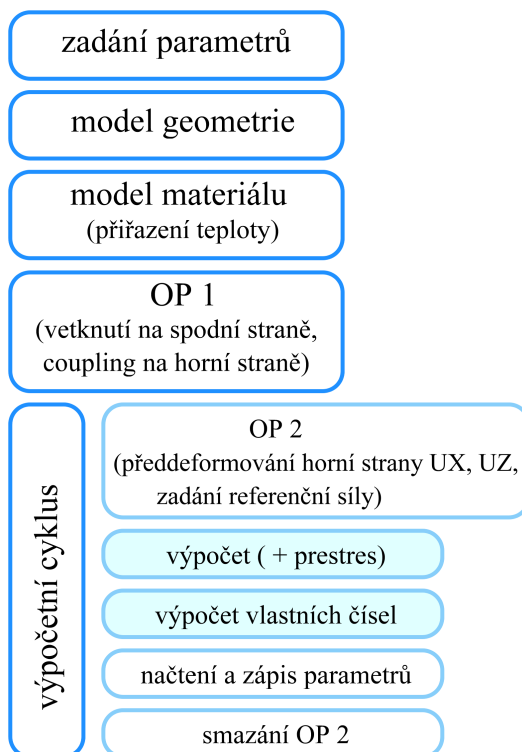 zadání parametrů
model geometrie
model materiálu
(přiřazení teploty)
OP 1
(vetknutí na spodní straně,
coupling na horní straně)
výpočetní cyklus
OP 2
(předdeformování horní strany UX, UZ,
zadání referenční síly)
výpočet ( + prestres)
výpočet vlastních čísel
načtení a zápis parametrů
smazání OP 2